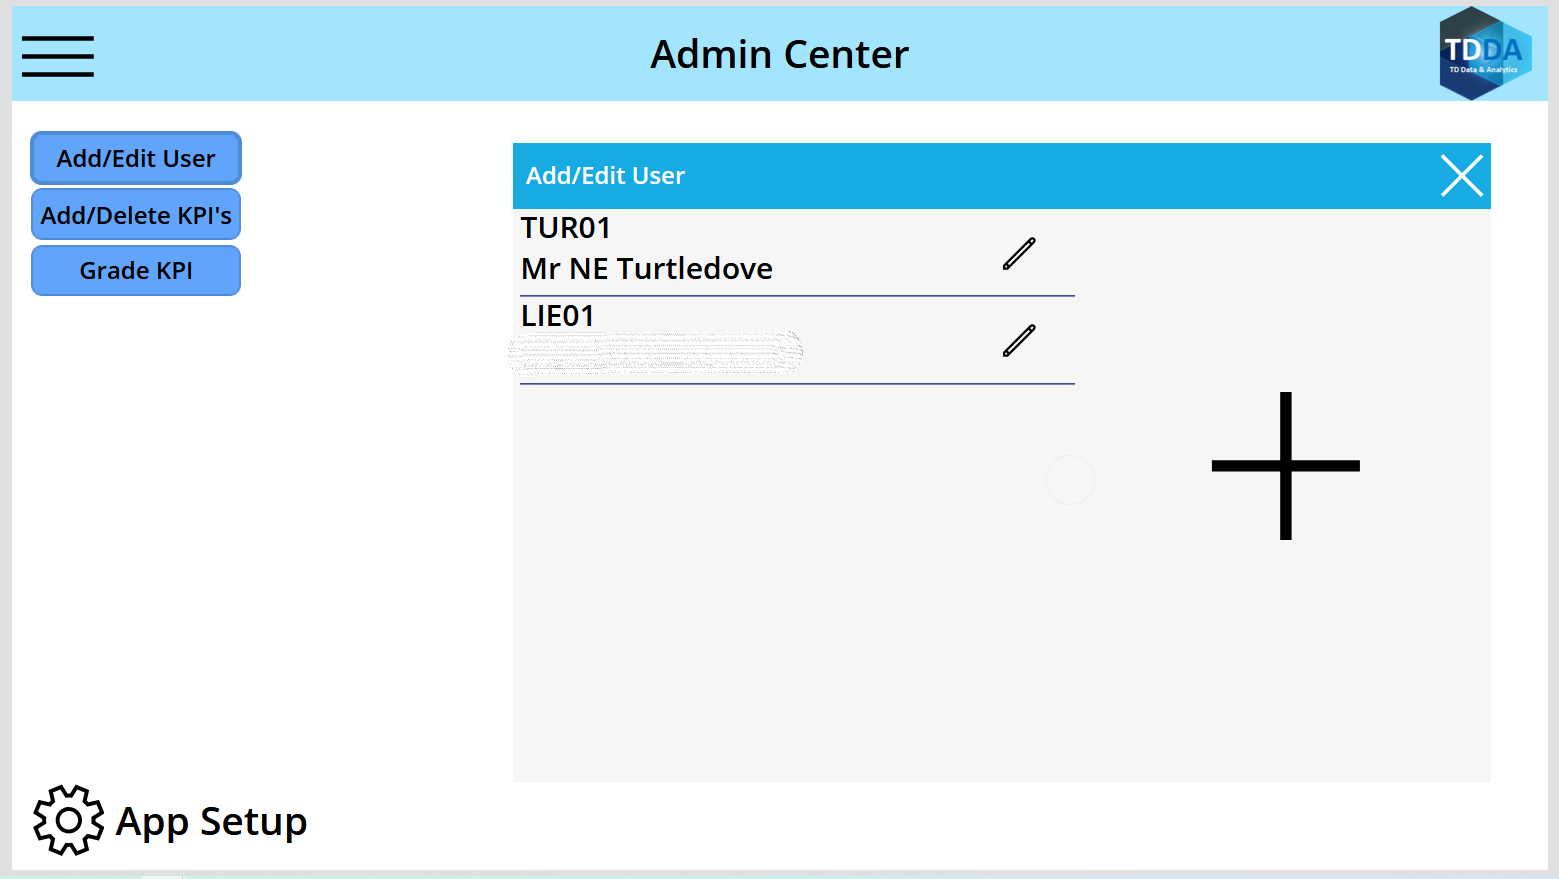 Admin Center
TDDA
TD Data & Analytics
Add/Edit User
Add/Delete KPI's
Grade KPI
Add/Edit User
TUR01
Mr NE Turtledove
LIE01
App Setup